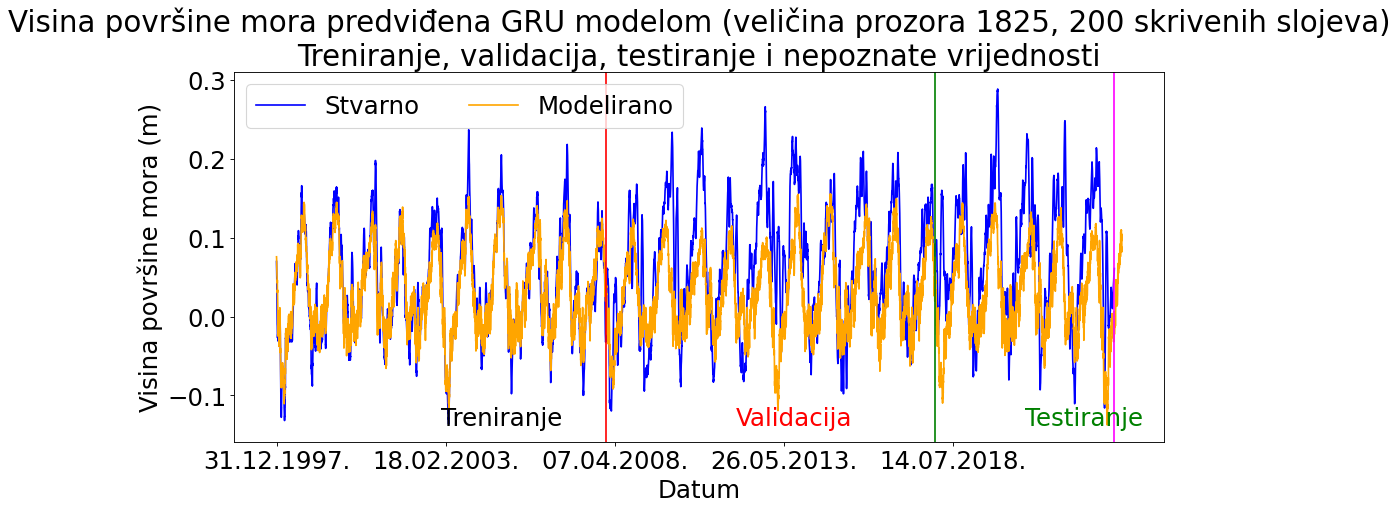 Visina površine mora predviđena GRU modelom (veličina prozora 1825, 200 skrivenih slojeva)
Treniranje, validacija, testiranje i nepoznate vrijednosti
Stvarno
Modelirano
Visina površine mora (m)
0.3
0.2
0.1
0.0
−0.1
Treniranje
Validacija
Testiranje
31.12.1997.
18.02.2003.
07.04.2008.
26.05.2013.
14.07.2018.
Datum